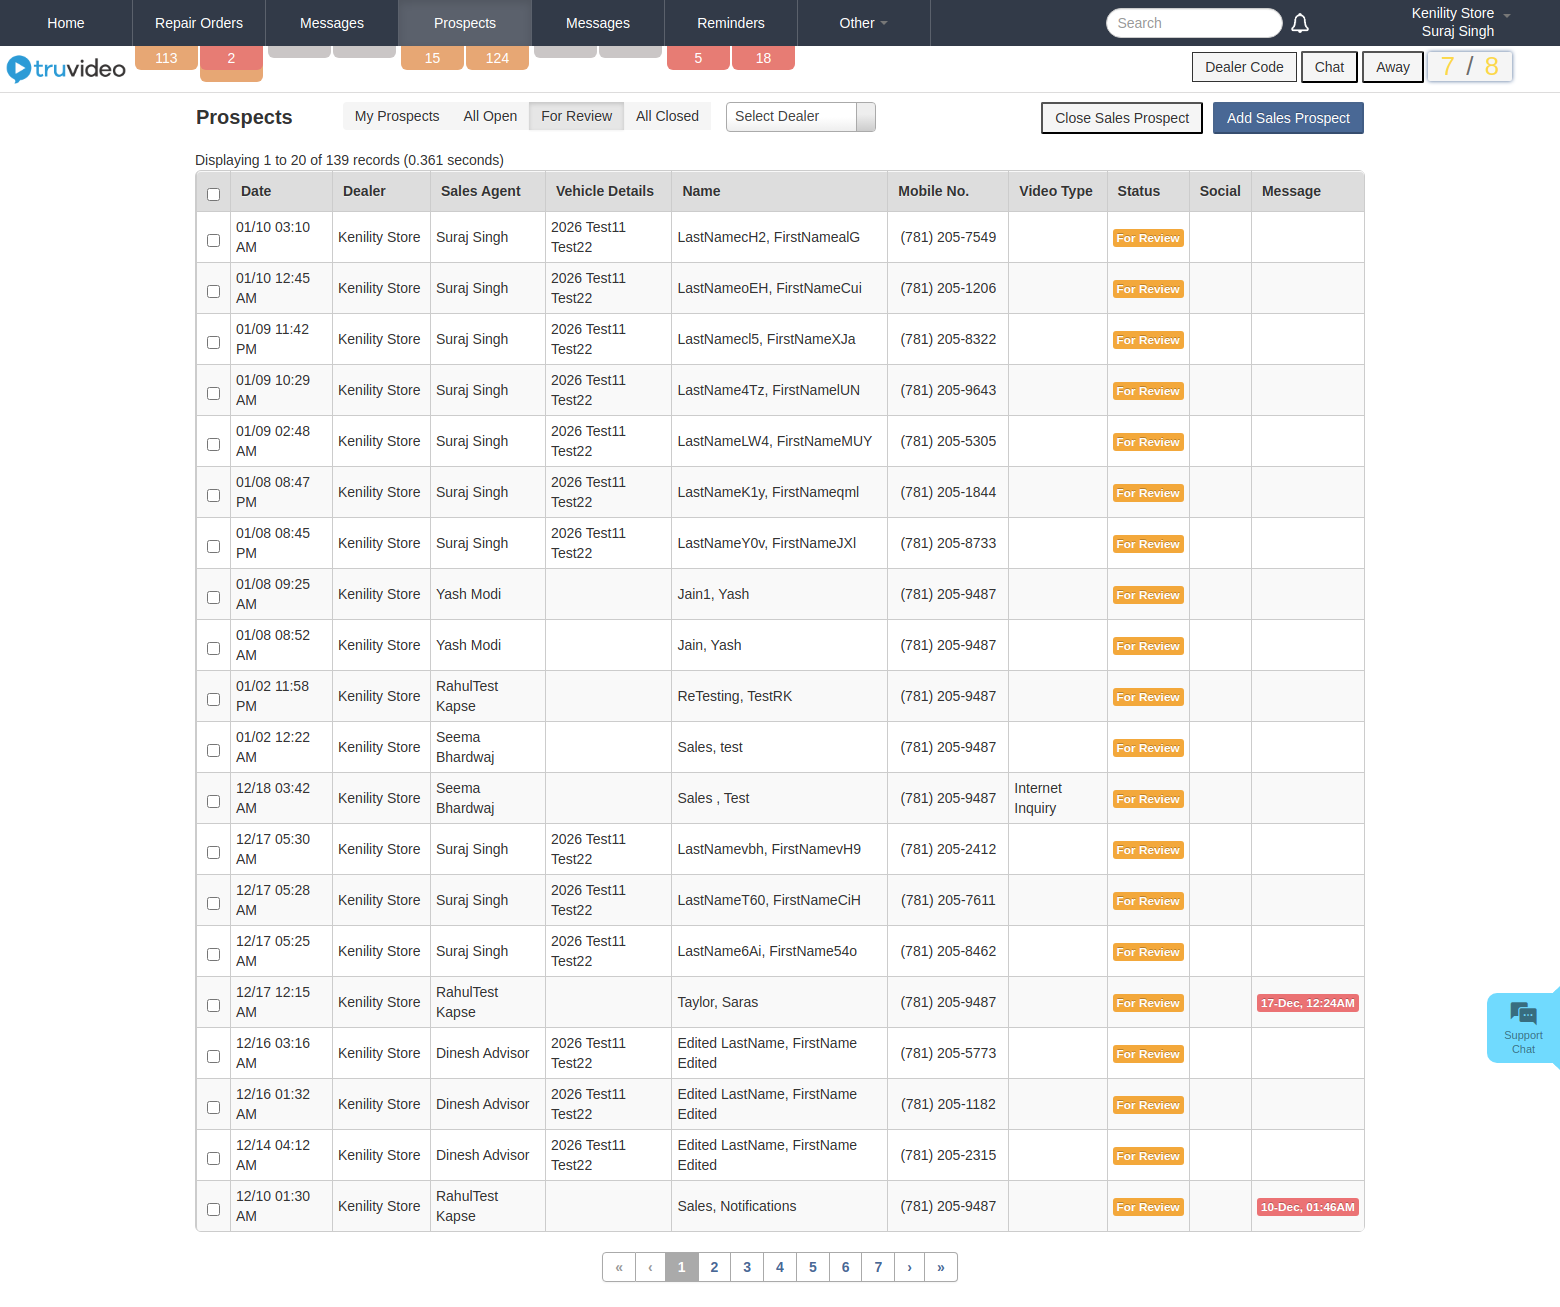 Home Repair Orders Messages Prospects Messages Reminders Other Search Kenility Store
Suraj Singh
truvideo 113 2 15 124 5 18 Dealer Code Chat Away 7 / 8
Prospects My Prospects All Open For Review All Closed Select Dealer Close Sales Prospect Add Sales Prospect
Displaying 1 to 20 of 139 records (0.361 seconds)
Date Dealer Sales Agent Vehicle Details Name Mobile No. Video Type Status Social Message
01/10 03:10 AM Kenility Store Suraj Singh 2026 Test11 Test22 LastNamecH2, FirstNamealG (781) 205-7549 For Review
01/10 12:45 AM Kenility Store Suraj Singh 2026 Test11 Test22 LastNameoEH, FirstNameCui (781) 205-1206 For Review
01/09 11:42 PM Kenility Store Suraj Singh 2026 Test11 Test22 LastNamecl5, FirstNameXJa (781) 205-8322 For Review
01/09 10:29 AM Kenility Store Suraj Singh 2026 Test11 Test22 LastName4Tz, FirstNamelUN (781) 205-9643 For Review
01/09 02:48 AM Kenility Store Suraj Singh 2026 Test11 Test22 LastNameLW4, FirstNameMUY (781) 205-5305 For Review
01/08 08:47 PM Kenility Store Suraj Singh 2026 Test11 Test22 LastNameK1y, FirstNameqml (781) 205-1844 For Review
01/08 08:45 PM Kenility Store Suraj Singh 2026 Test11 Test22 LastNameY0v, FirstNameJXl (781) 205-8733 For Review
01/08 09:25 AM Kenility Store Yash Modi Jain1, Yash (781) 205-9487 For Review
01/08 08:52 AM Kenility Store Yash Modi Jain, Yash (781) 205-9487 For Review
01/02 11:58 PM Kenility Store RahulTest Kapse ReTesting, TestRK (781) 205-9487 For Review
01/02 12:22 AM Kenility Store Seema Bhardwaj Sales, test (781) 205-9487 For Review
12/18 03:42 AM Kenility Store Seema Bhardwaj Sales , Test (781) 205-9487 Internet Inquiry For Review
12/17 05:30 AM Kenility Store Suraj Singh 2026 Test11 Test22 LastNamevbh, FirstNamevH9 (781) 205-2412 For Review
12/17 05:28 AM Kenility Store Suraj Singh 2026 Test11 Test22 LastNameT60, FirstNameCiH (781) 205-7611 For Review
12/17 05:25 AM Kenility Store Suraj Singh 2026 Test11 Test22 LastName6Ai, FirstName54o (781) 205-8462 For Review
12/17 12:15 AM Kenility Store RahulTest Kapse Taylor, Saras (781) 205-9487 For Review 17-Dec, 12:24AM
12/16 03:16 AM Kenility Store Dinesh Advisor 2026 Test11 Test22 Edited LastName, FirstName Edited (781) 205-5773 For Review
12/16 01:32 AM Kenility Store Dinesh Advisor 2026 Test11 Test22 Edited LastName, FirstName Edited (781) 205-1182 For Review
12/14 04:12 AM Kenility Store Dinesh Advisor 2026 Test11 Test22 Edited LastName, FirstName Edited (781) 205-2315 For Review
12/10 01:30 AM Kenility Store RahulTest Kapse Sales, Notifications (781) 205-9487 For Review 10-Dec, 01:46AM
Support
Chat
« ‹ 1 2 3 4 5 6 7 › »